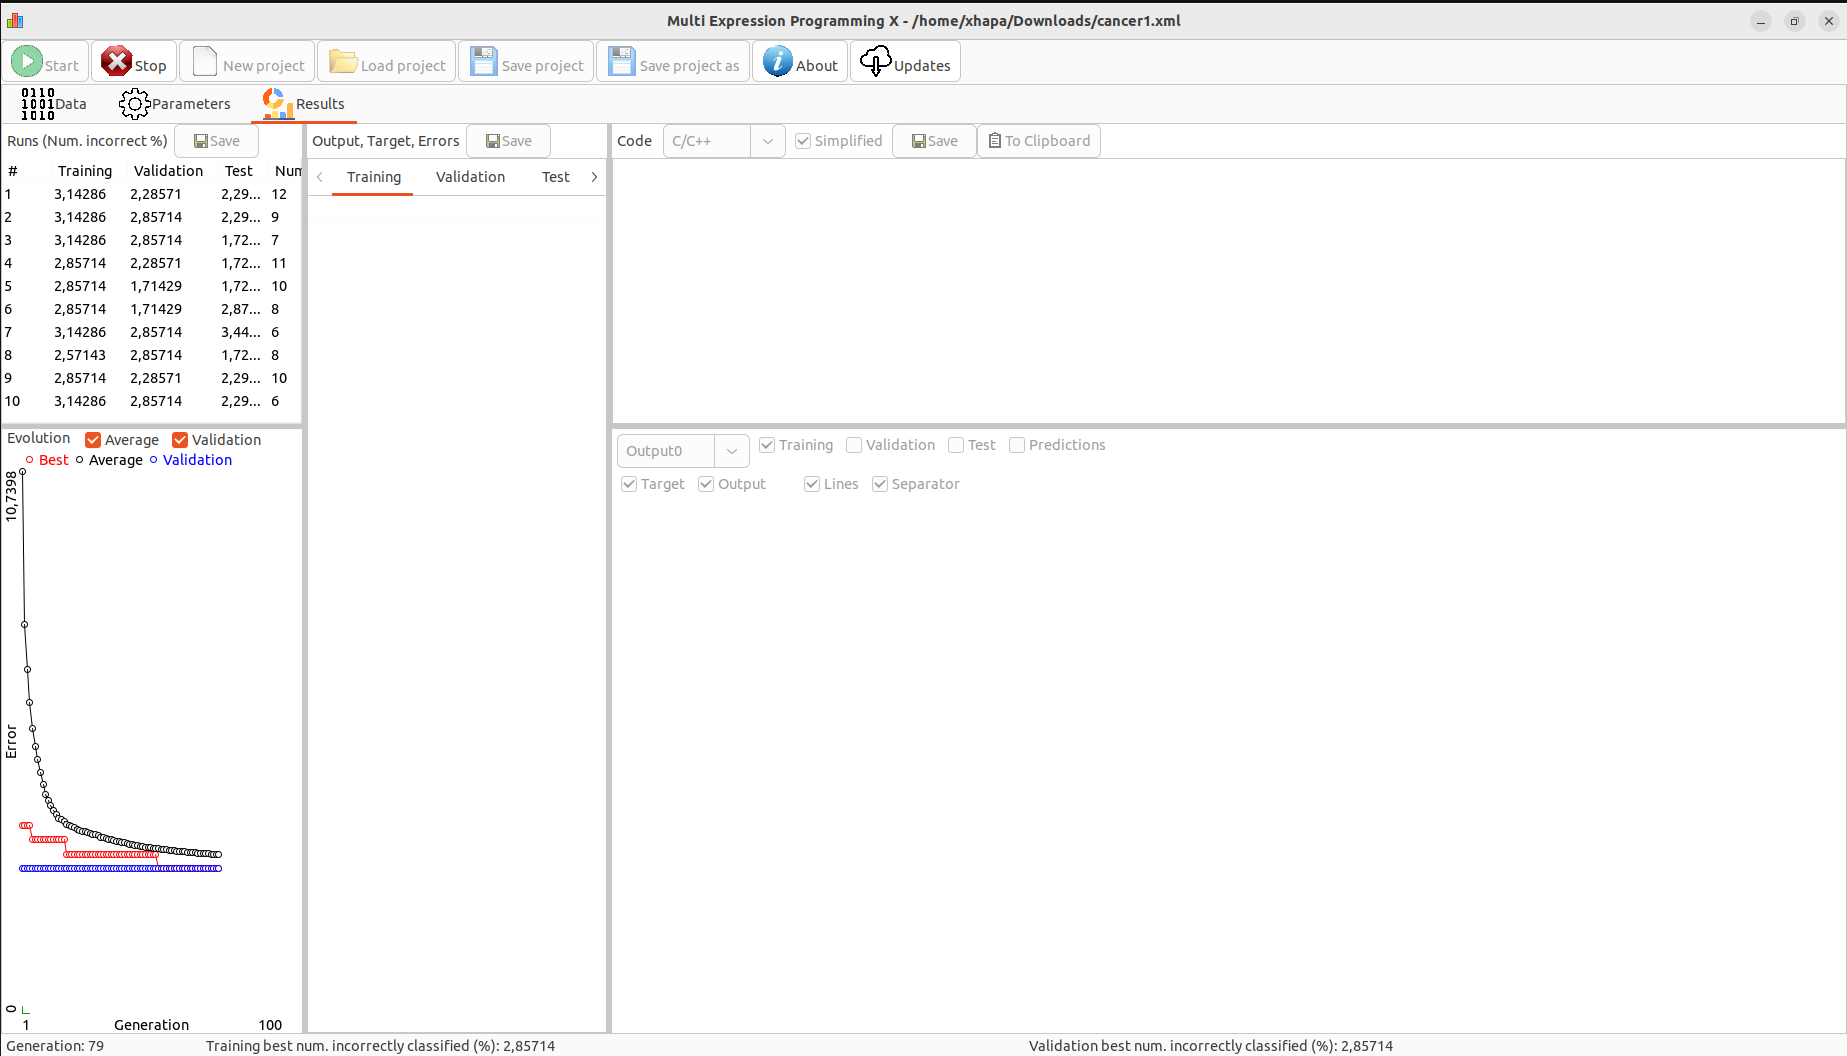 Multi Expression Programming X - /home/xhapa/Downloads/cancer1.xml
Start Stop New project Load project Save project Save project as About Updates
0110 1001 1010 Data Parameters Results
Runs (Num. incorrect %) Save
# Training Validation Test Num
1 3,14286 2,28571 2,29... 12
2 3,14286 2,85714 2,29... 9
3 3,14286 2,85714 1,72... 7
4 2,85714 2,28571 1,72... 11
5 2,85714 1,71429 1,72... 10
6 2,85714 1,71429 2,87... 8
7 3,14286 2,85714 3,44... 6
8 2,57143 2,85714 1,72... 8
9 2,85714 2,28571 2,29... 10
10 3,14286 2,85714 2,29... 6
Evolution Average Validation
Best Average Validation
10,7398
Error
0
1 Generation 100
Output, Target, Errors Save
Training Validation Test
Code C/C++ Simplified Save To Clipboard
Output0 Training Validation Test Predictions
Target Output Lines Separator
Generation: 79 Training best num. incorrectly classified (%): 2,85714 Validation best num. incorrectly classified (%): 2,85714